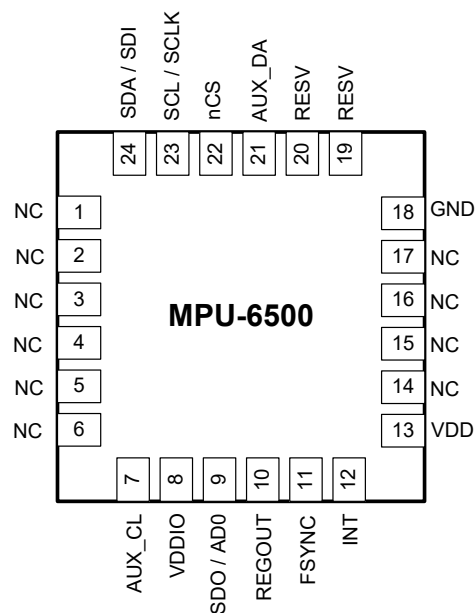 SDA / SDI
SCL / SCLK
nCS
AUX_DA
RESV
RESV
24
23
22
21
20
19
NC 1
18 GND
NC 2
17 NC
NC 3
16 NC
MPU-6500
NC 4
15 NC
NC 5
14 NC
NC 6
13 VDD
7
8
9
10
11
12
AUX_CL
VDDIO
SDO / AD0
REGOUT
FSYNC
INT